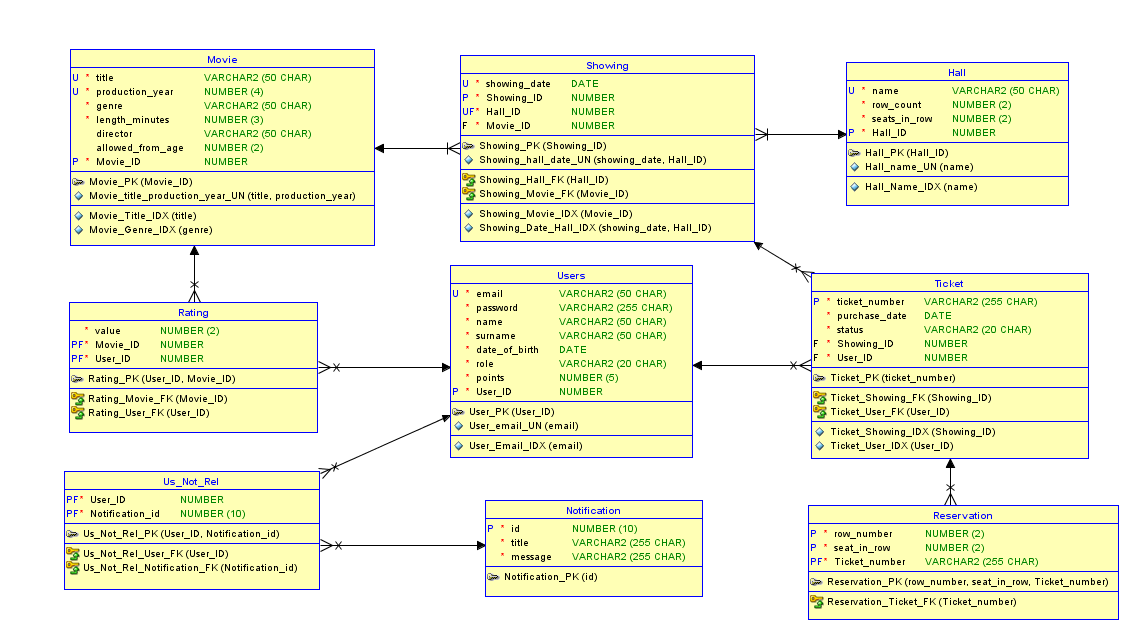 Movie
U * title VARCHAR2 (50 CHAR)
U * production_year NUMBER (4)
* genre VARCHAR2 (50 CHAR)
* length_minutes NUMBER (3)
director VARCHAR2 (50 CHAR)
allowed_from_age NUMBER (2)
P * Movie_ID NUMBER
Movie_PK (Movie_ID)
Movie_title_production_year_UN (title, production_year)
Movie_Title_IDX (title)
Movie_Genre_IDX (genre)
Showing
U * showing_date DATE
P * Showing_ID NUMBER
UF* Hall_ID NUMBER
F * Movie_ID NUMBER
Showing_PK (Showing_ID)
Showing_hall_date_UN (showing_date, Hall_ID)
Showing_Hall_FK (Hall_ID)
Showing_Movie_FK (Movie_ID)
Showing_Movie_IDX (Movie_ID)
Showing_Date_Hall_IDX (showing_date, Hall_ID)
Hall
U * name VARCHAR2 (50 CHAR)
* row_count NUMBER (2)
* seats_in_row NUMBER (2)
P * Hall_ID NUMBER
Hall_PK (Hall_ID)
Hall_name_UN (name)
Hall_Name_IDX (name)
Rating
* value NUMBER (2)
PF* Movie_ID NUMBER
PF* User_ID NUMBER
Rating_PK (User_ID, Movie_ID)
Rating_Movie_FK (Movie_ID)
Rating_User_FK (User_ID)
Users
U * email VARCHAR2 (50 CHAR)
* password VARCHAR2 (255 CHAR)
* name VARCHAR2 (50 CHAR)
* surname VARCHAR2 (50 CHAR)
* date_of_birth DATE
* role VARCHAR2 (20 CHAR)
* points NUMBER (5)
P * User_ID NUMBER
User_PK (User_ID)
User_email_UN (email)
User_Email_IDX (email)
Ticket
P * ticket_number VARCHAR2 (255 CHAR)
* purchase_date DATE
* status VARCHAR2 (20 CHAR)
F * Showing_ID NUMBER
F * User_ID NUMBER
Ticket_PK (ticket_number)
Ticket_Showing_FK (Showing_ID)
Ticket_User_FK (User_ID)
Ticket_Showing_IDX (Showing_ID)
Ticket_User_IDX (User_ID)
Us_Not_Rel
PF* User_ID NUMBER
PF* Notification_id NUMBER (10)
Us_Not_Rel_PK (User_ID, Notification_id)
Us_Not_Rel_User_FK (User_ID)
Us_Not_Rel_Notification_FK (Notification_id)
Notification
P * id NUMBER (10)
* title VARCHAR2 (255 CHAR)
* message VARCHAR2 (255 CHAR)
Notification_PK (id)
Reservation
P * row_number NUMBER (2)
P * seat_in_row NUMBER (2)
PF* Ticket_number VARCHAR2 (255 CHAR)
Reservation_PK (row_number, seat_in_row, Ticket_number)
Reservation_Ticket_FK (Ticket_number)